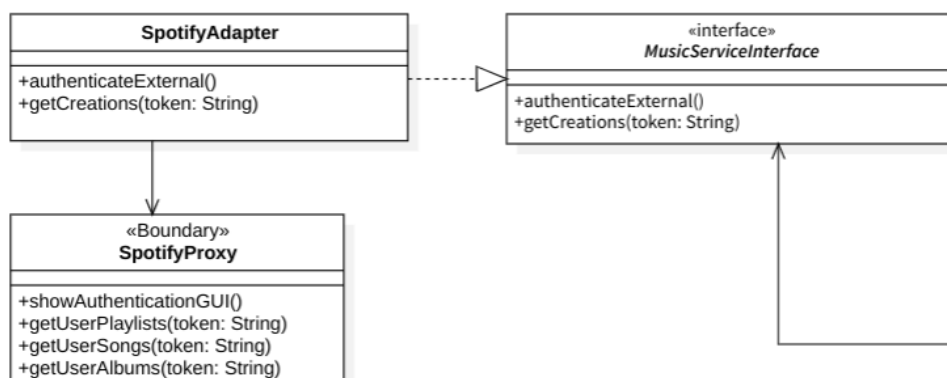 SpotifyAdapter
+authenticateExternal()
+getCreations(token: String)
«interface»
MusicServiceInterface
+authenticateExternal()
+getCreations(token: String)
«Boundary»
SpotifyProxy
+showAuthenticationGUI()
+getUserPlaylists(token: String)
+getUserSongs(token: String)
+getUserAlbums(token: String)